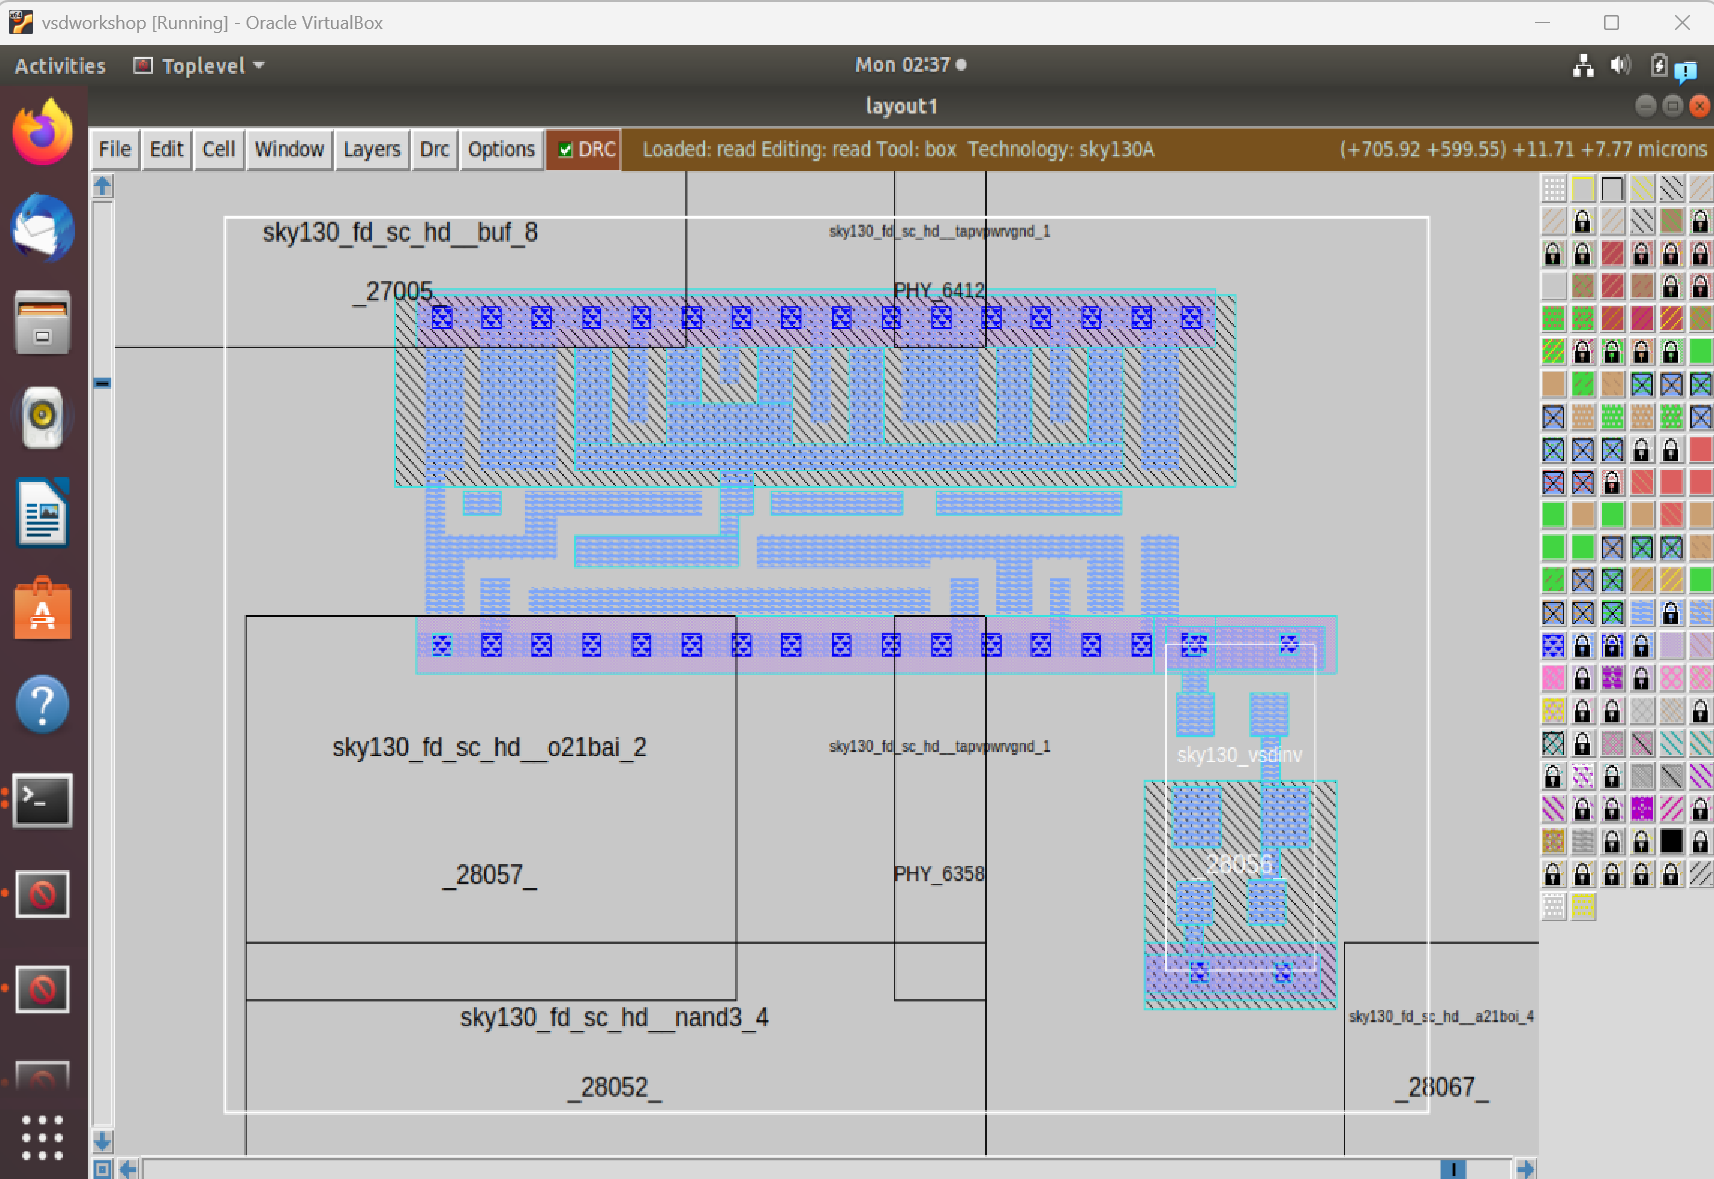 vsdworkshop [Running] - Oracle VirtualBox
Activities Toplevel Mon 02:37
layout1
File Edit Cell Window Layers Drc Options DRC Loaded: read Editing: read Tool: box Technology: sky130A (+705.92 +599.55) +11.71 +7.77 microns
sky130_fd_sc_hd__buf_8 sky130_fd_sc_hd__tapvpwrvgnd_1
_27005_ PHY_6412
sky130_fd_sc_hd__o21bai_2 sky130_fd_sc_hd__tapvpwrvgnd_1 sky130_vsdinv
_28057_ PHY_6358 _28056_
sky130_fd_sc_hd__nand3_4 sky130_fd_sc_hd__a21boi_4
_28052_ _28067_